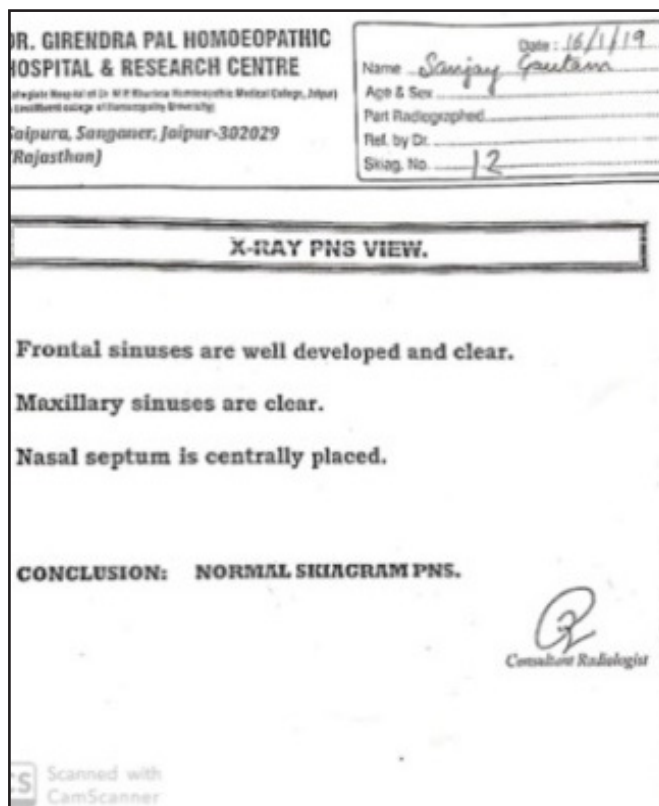 DR. GIRENDRA PAL HOMOEOPATHIC
HOSPITAL & RESEARCH CENTRE
Saipura, Sanganer, Jaipur-302029
(Rajasthan)
Date : 16/1/19
Name Sanjay Gautam
Age & Sex
Part Radiographed
Ref. by Dr.
Skiag. No. 12
X-RAY PNS VIEW.
Frontal sinuses are well developed and clear.
Maxillary sinuses are clear.
Nasal septum is centrally placed.
CONCLUSION: NORMAL SKIAGRAM PNS.
Consultant Radiologist
CS Scanned with
CamScanner